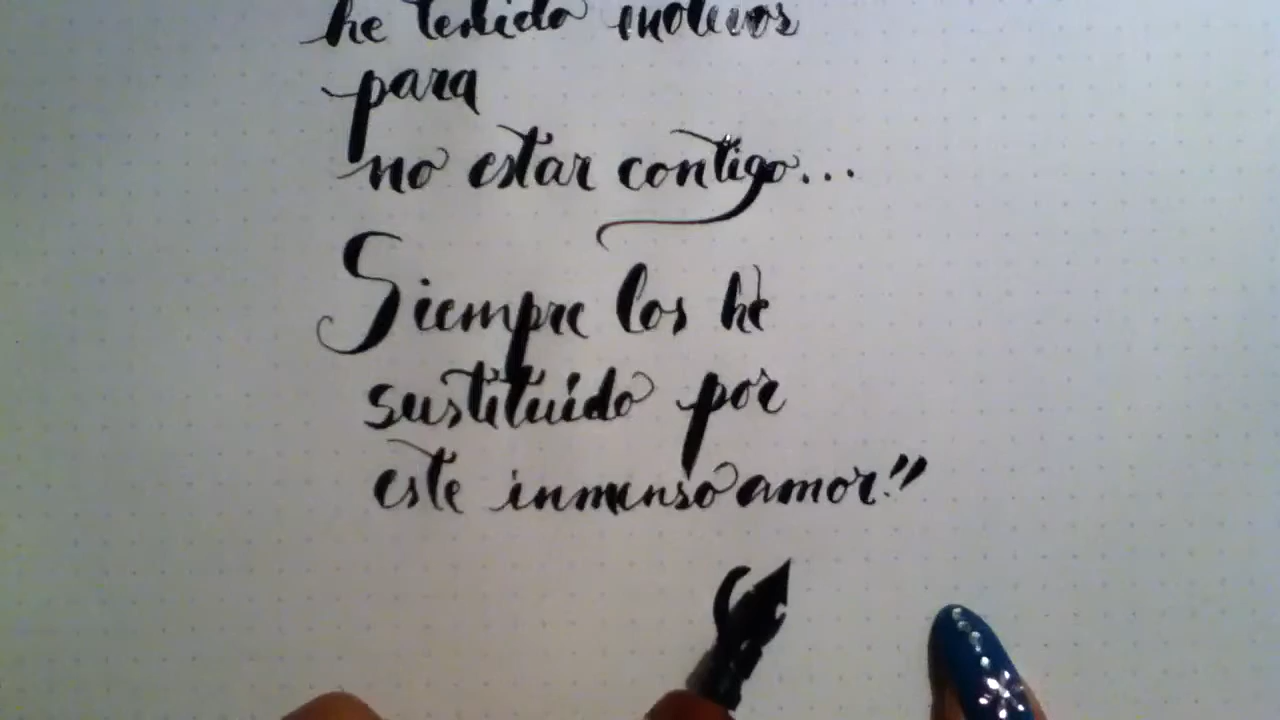 he tenido motivos
para
no estar contigo...
Siempre los he
sustituido por
este inmenso amor."